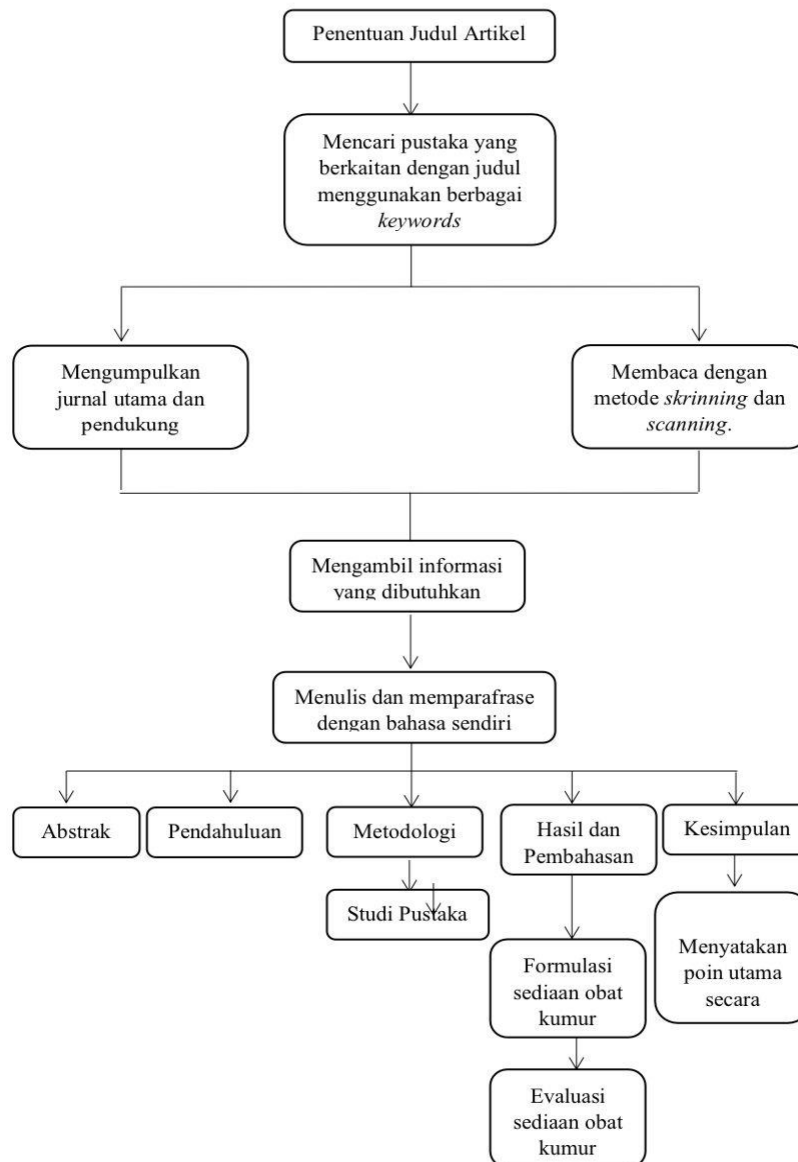 Penentuan Judul Artikel
Mencari pustaka yang
berkaitan dengan judul
menggunakan berbagai
keywords
Mengumpulkan
jurnal utama dan
pendukung
Membaca dengan
metode skrinning dan
scanning.
Mengambil informasi
yang dibutuhkan
Menulis dan memparafrase
dengan bahasa sendiri
Abstrak
Pendahuluan
Metodologi
Hasil dan
Pembahasan
Kesimpulan
Studi Pustaka
Formulasi
sediaan obat
kumur
Menyatakan
poin utama
secara
Evaluasi
sediaan obat
kumur